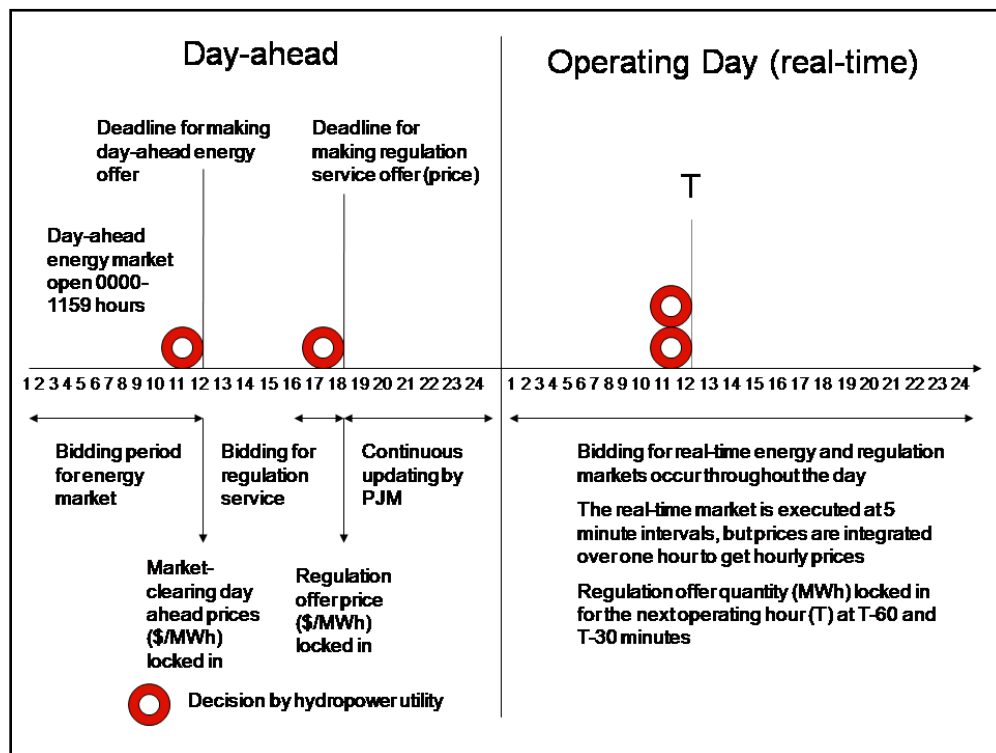 Day-ahead
Operating Day (real-time)
Deadline for making
day-ahead energy
offer
Deadline for
making regulation
service offer (price)
T
Day-ahead
energy market
open 0000-
1159 hours
1 2 3 4 5 6 7 8 9 10 11 12 13 14 15 16 17 18 19 20 21 22 23 24
1 2 3 4 5 6 7 8 9 10 11 12 13 14 15 16 17 18 19 20 21 22 23 24
Bidding period
for energy
market
Bidding for
regulation
service
Continuous
updating by
PJM
Bidding for real-time energy and regulation
markets occur throughout the day
The real-time market is executed at 5
minute intervals, but prices are integrated
over one hour to get hourly prices
Regulation offer quantity (MWh) locked in
for the next operating hour (T) at T-60 and
T-30 minutes
Market-
clearing day
ahead prices
($/MWh)
locked in
Regulation
offer price
($/MWh)
locked in
Decision by hydropower utility